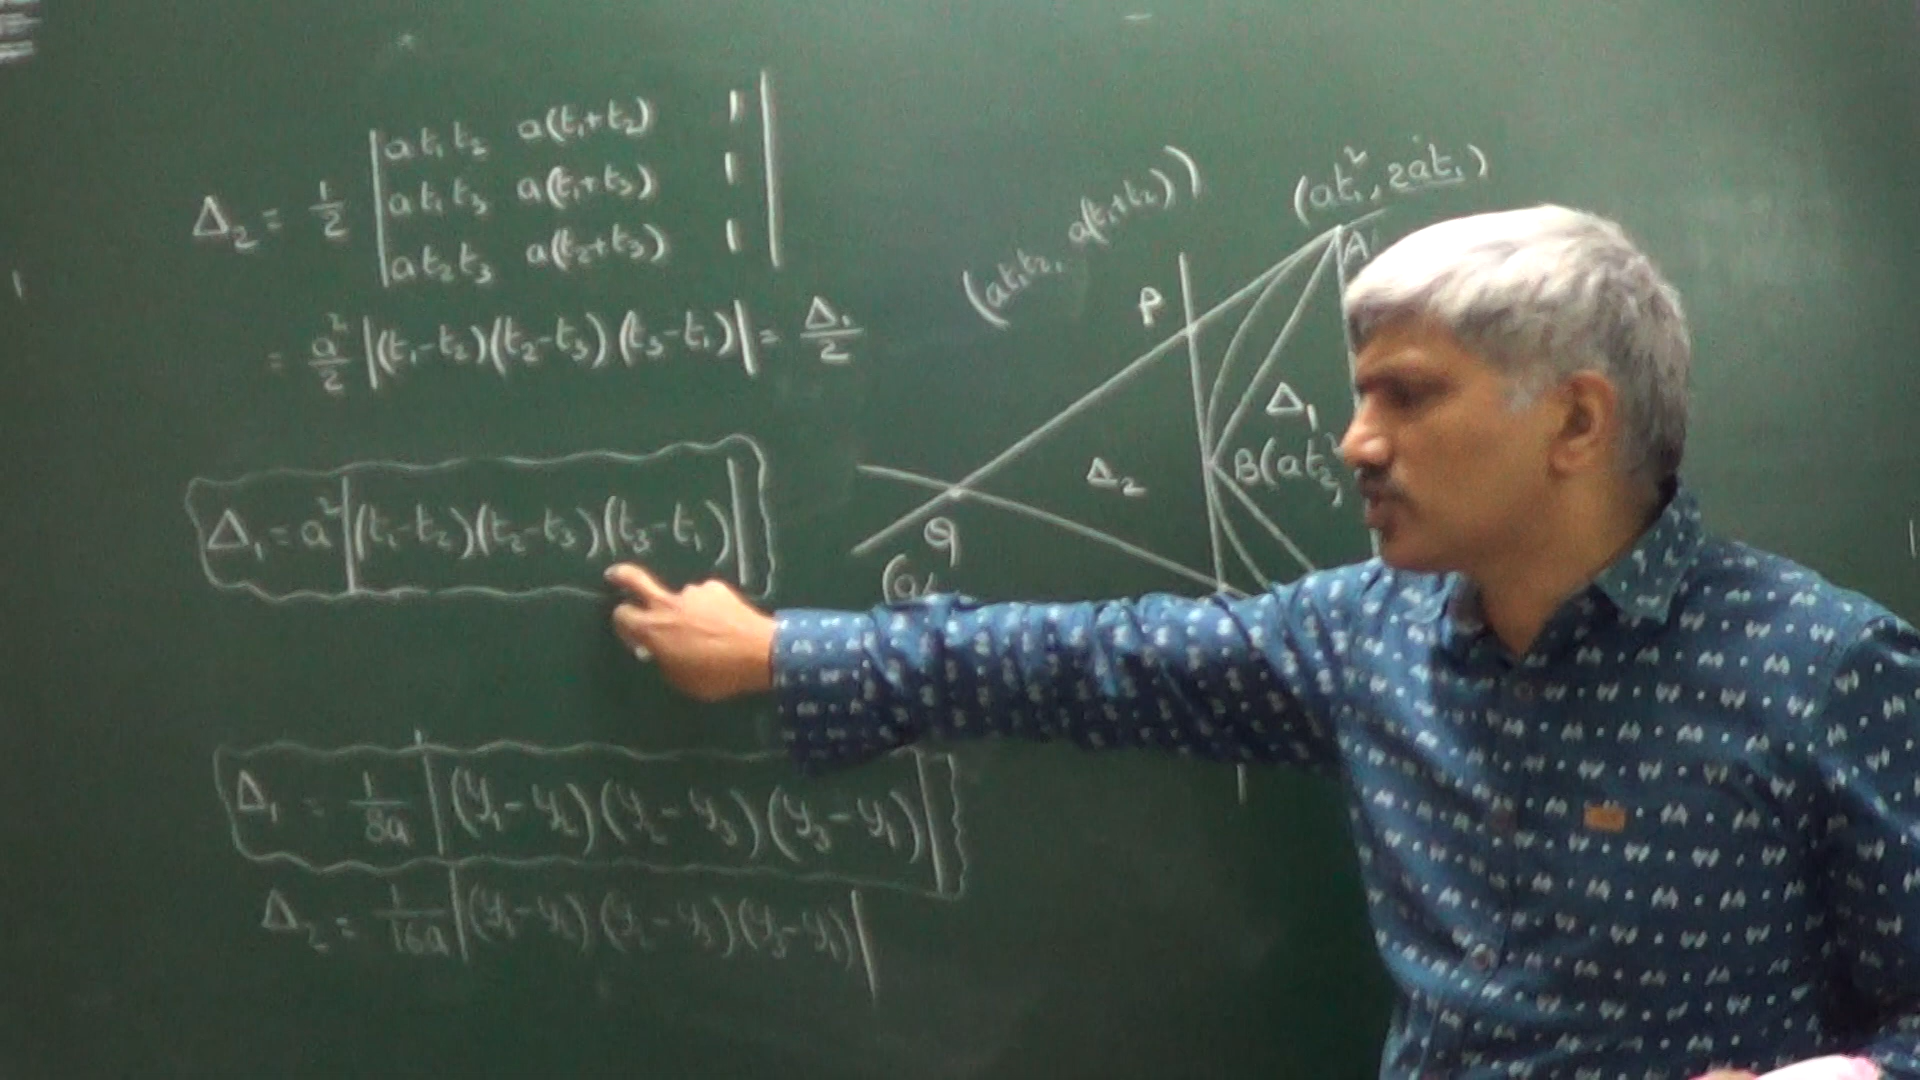 Δ₂ = 1/2 | at₁t₂ a(t₁+t₂) 1 |
| at₁t₃ a(t₁+t₃) 1 |
| at₂t₃ a(t₂+t₃) 1 |
= a²/2 |(t₁-t₂)(t₂-t₃)(t₃-t₁)| = Δ₁/2
Δ₁ = a² |(t₁-t₂)(t₂-t₃)(t₃-t₁)|
Δ₁ = 1/8a |(y₁-y₂)(y₂-y₃)(y₃-y₁)|
Δ₂ = 1/16a |(y₁-y₂)(y₂-y₃)(y₃-y₁)|
(at₁t₂, a(t₁+t₂))
(at₁², 2at₁)
A
P
Δ₁
B(at₂²,
Δ₂
Q
(at